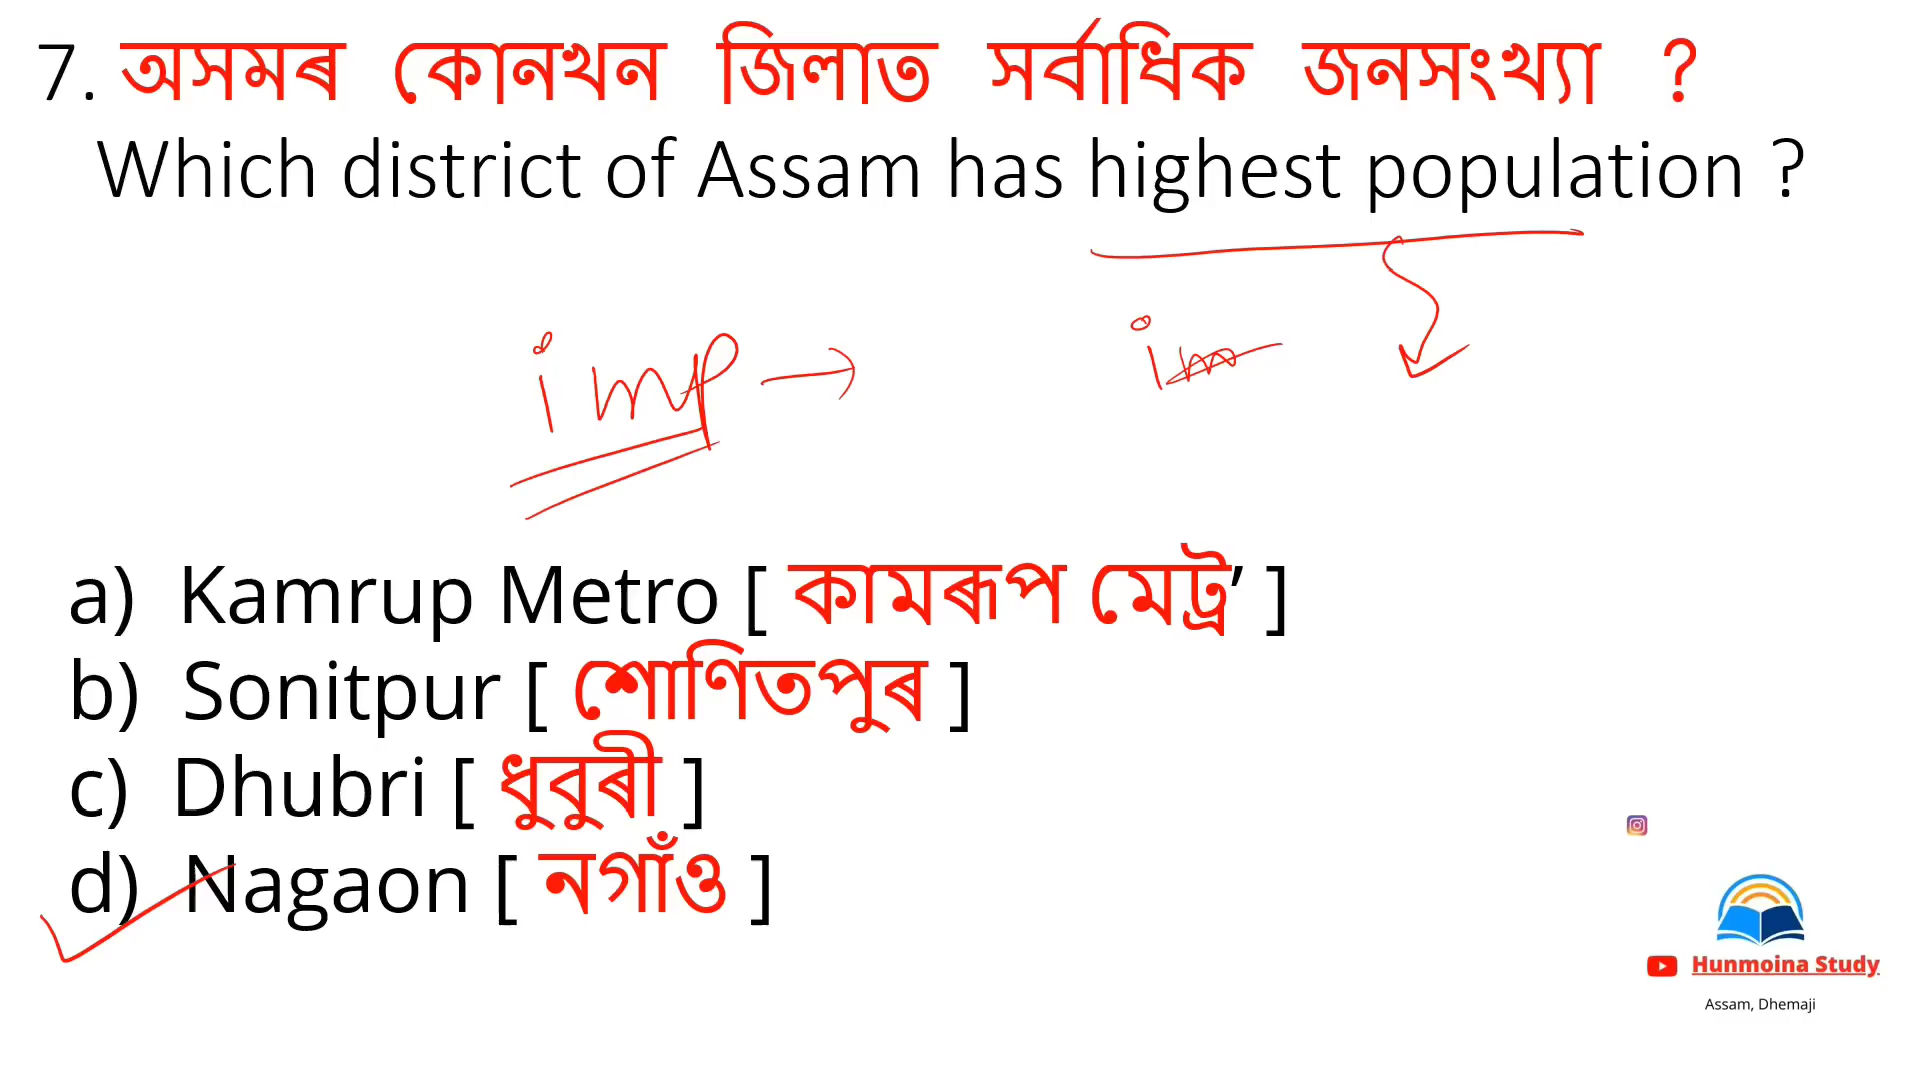 7. অসমৰ কোনখন জিলাত সৰ্বাধিক জনসংখ্যা ?
Which district of Assam has highest population ?
imp →
im
a) Kamrup Metro [ কামৰূপ মেট্ৰ’ ]
b) Sonitpur [ শোণিতপুৰ ]
c) Dhubri [ ধুবুৰী ]
d) Nagaon [ নগাঁও ]
Hunmoina Study
Assam, Dhemaji